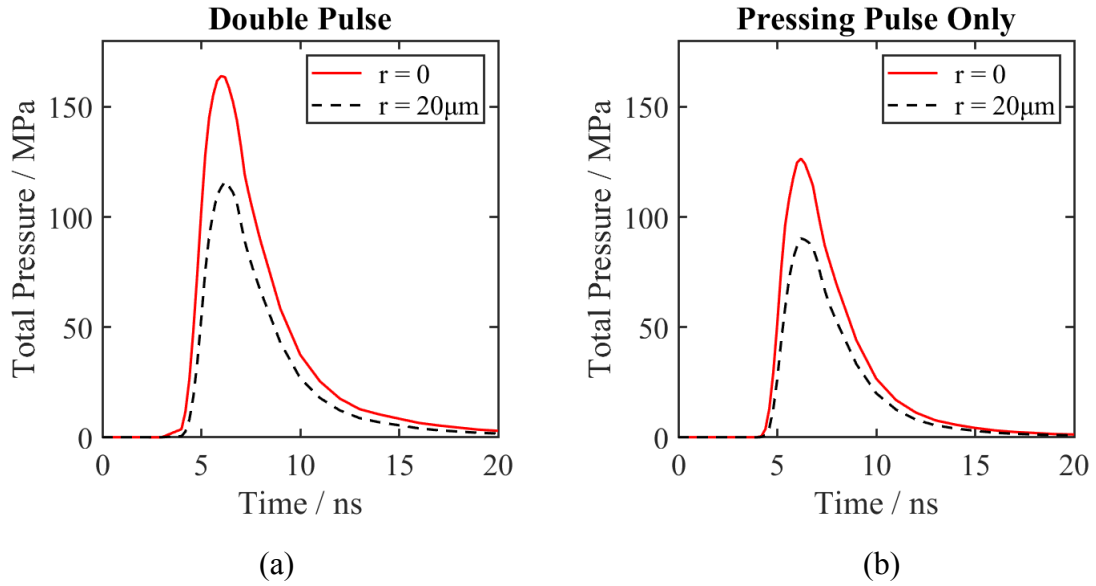 Double Pulse
r = 0
r = 20μm
Total Pressure / MPa
150
100
50
0
0 5 10 15 20
Time / ns
(a)
Pressing Pulse Only
r = 0
r = 20μm
Total Pressure / MPa
150
100
50
0
0 5 10 15 20
Time / ns
(b)